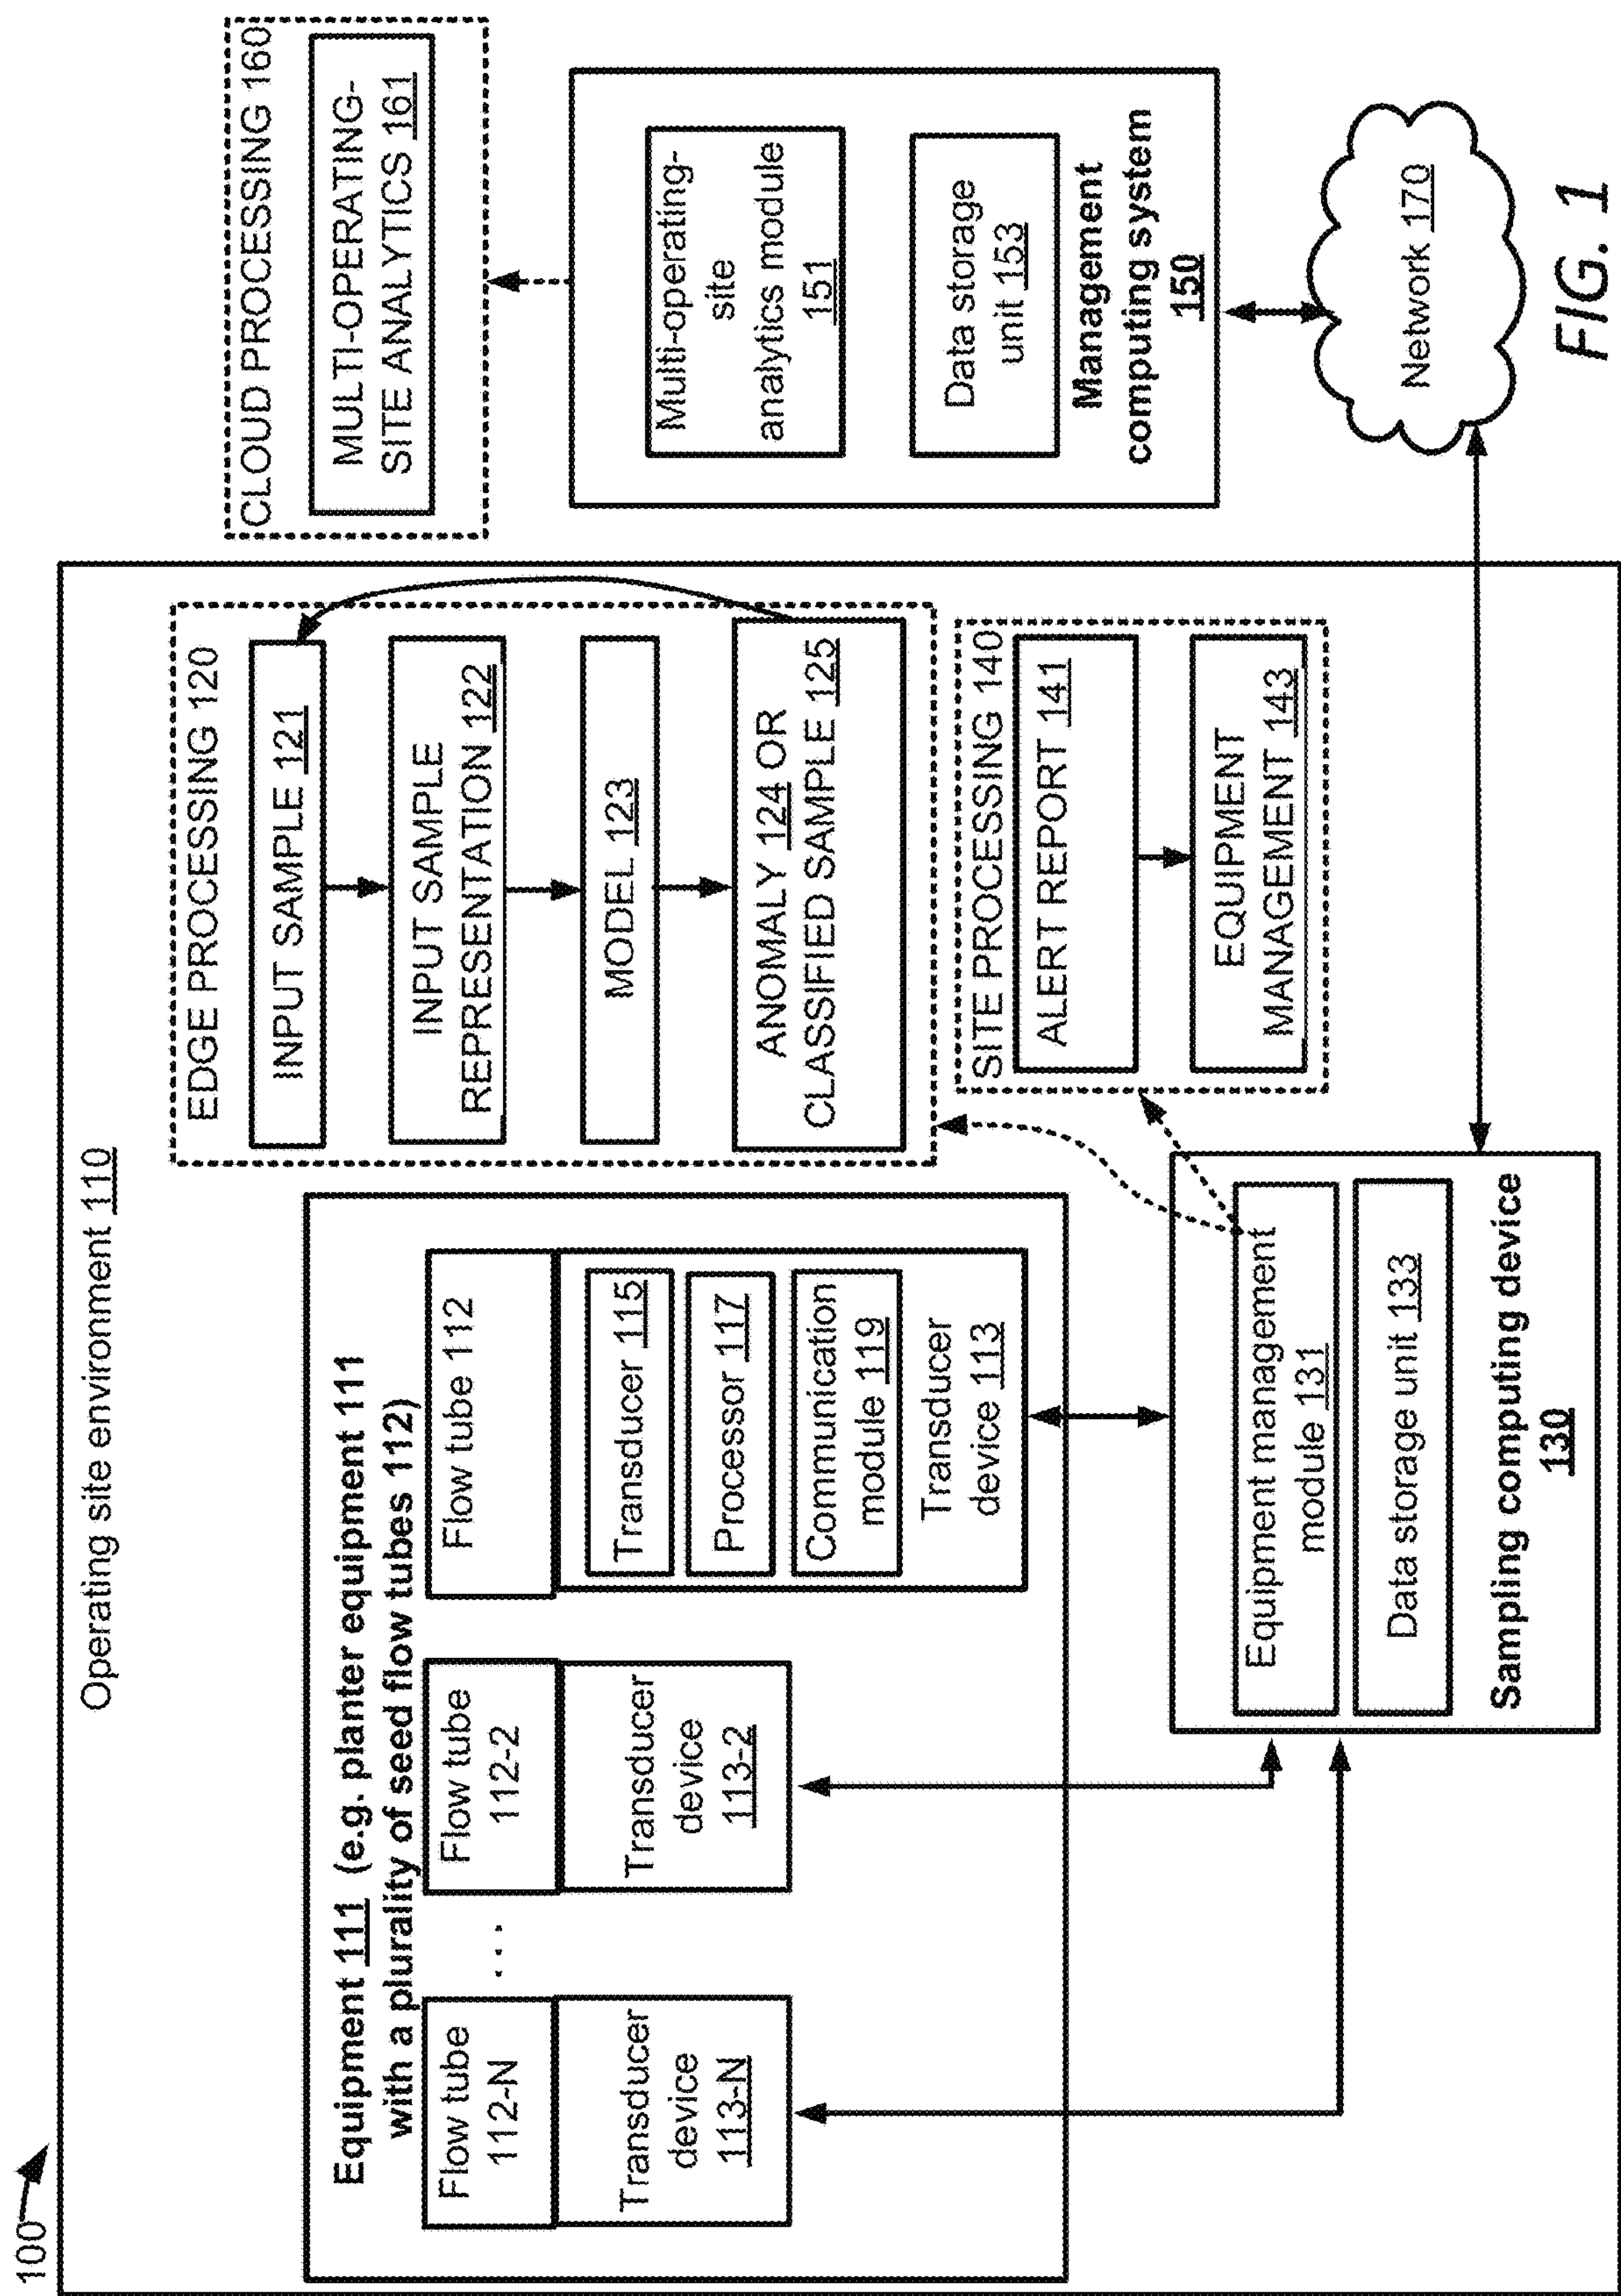 100
Operating site environment 110
Equipment 111 (e.g. planter equipment 111
with a plurality of seed flow tubes 112)
Flow tube
112-N
Transducer
device
113-N
. . .
Flow tube
112-2
Transducer
device
113-2
Flow tube 112
Transducer 115
Processor 117
Communication
module 119
Transducer
device 113
EDGE PROCESSING 120
INPUT SAMPLE 121
INPUT SAMPLE
REPRESENTATION 122
MODEL 123
ANOMALY 124 OR
CLASSIFIED SAMPLE 125
SITE PROCESSING 140
ALERT REPORT 141
EQUIPMENT
MANAGEMENT 143
Equipment management
module 131
Data storage unit 133
Sampling computing device
130
CLOUD PROCESSING 160
MULTI-OPERATING-
SITE ANALYTICS 161
Multi-operating-
site
analytics module
151
Data storage
unit 153
Management
computing system
150
Network 170
FIG. 1